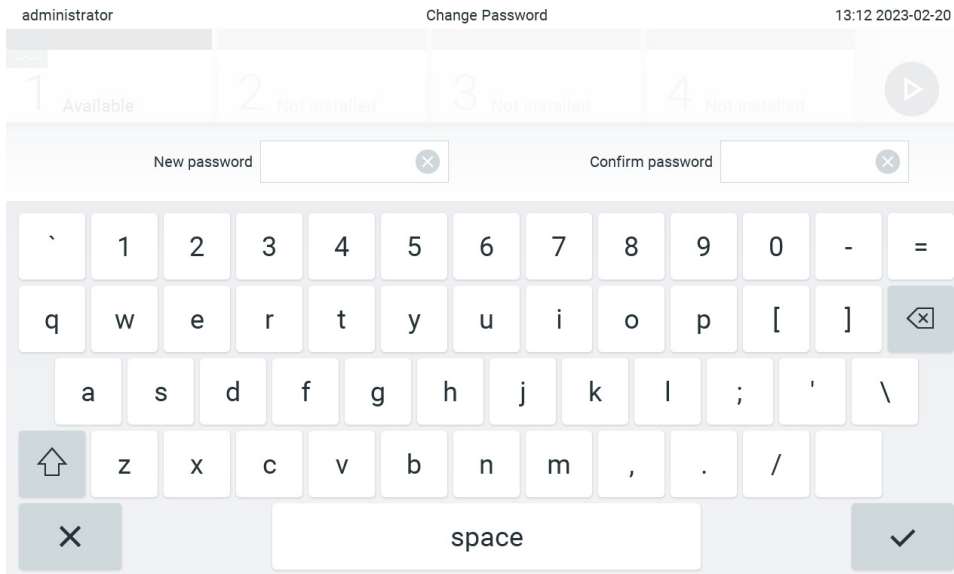 administrator Change Password 13:12 2023-02-20
1 Available 2 Not installed 3 Not installed 4 Not installed
New password Confirm password
` 1 2 3 4 5 6 7 8 9 0 - =
q w e r t y u i o p [ ]
a s d f g h j k l ; ' \
z x c v b n m , . /
space